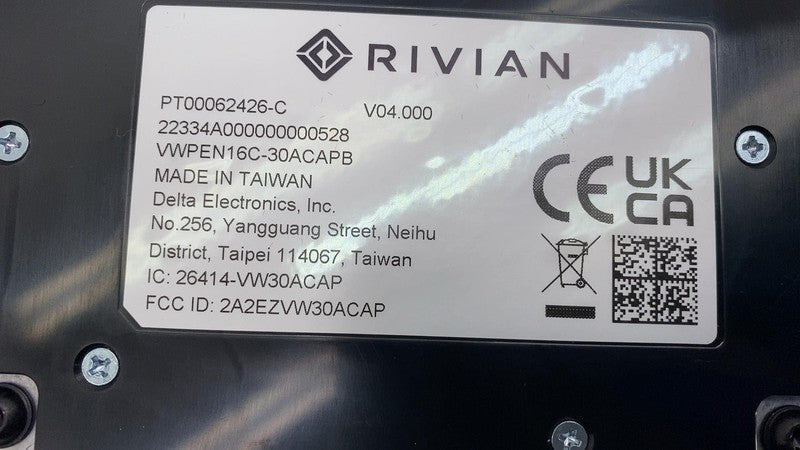 RIVIAN
PT00062426-C V04.000
22334A000000000528
VWPEN16C-30ACAPB
MADE IN TAIWAN
Delta Electronics, Inc.
No.256, Yangguang Street, Neihu
District, Taipei 114067, Taiwan
IC: 26414-VW30ACAP
FCC ID: 2A2EZVW30ACAP
CE UK
CA